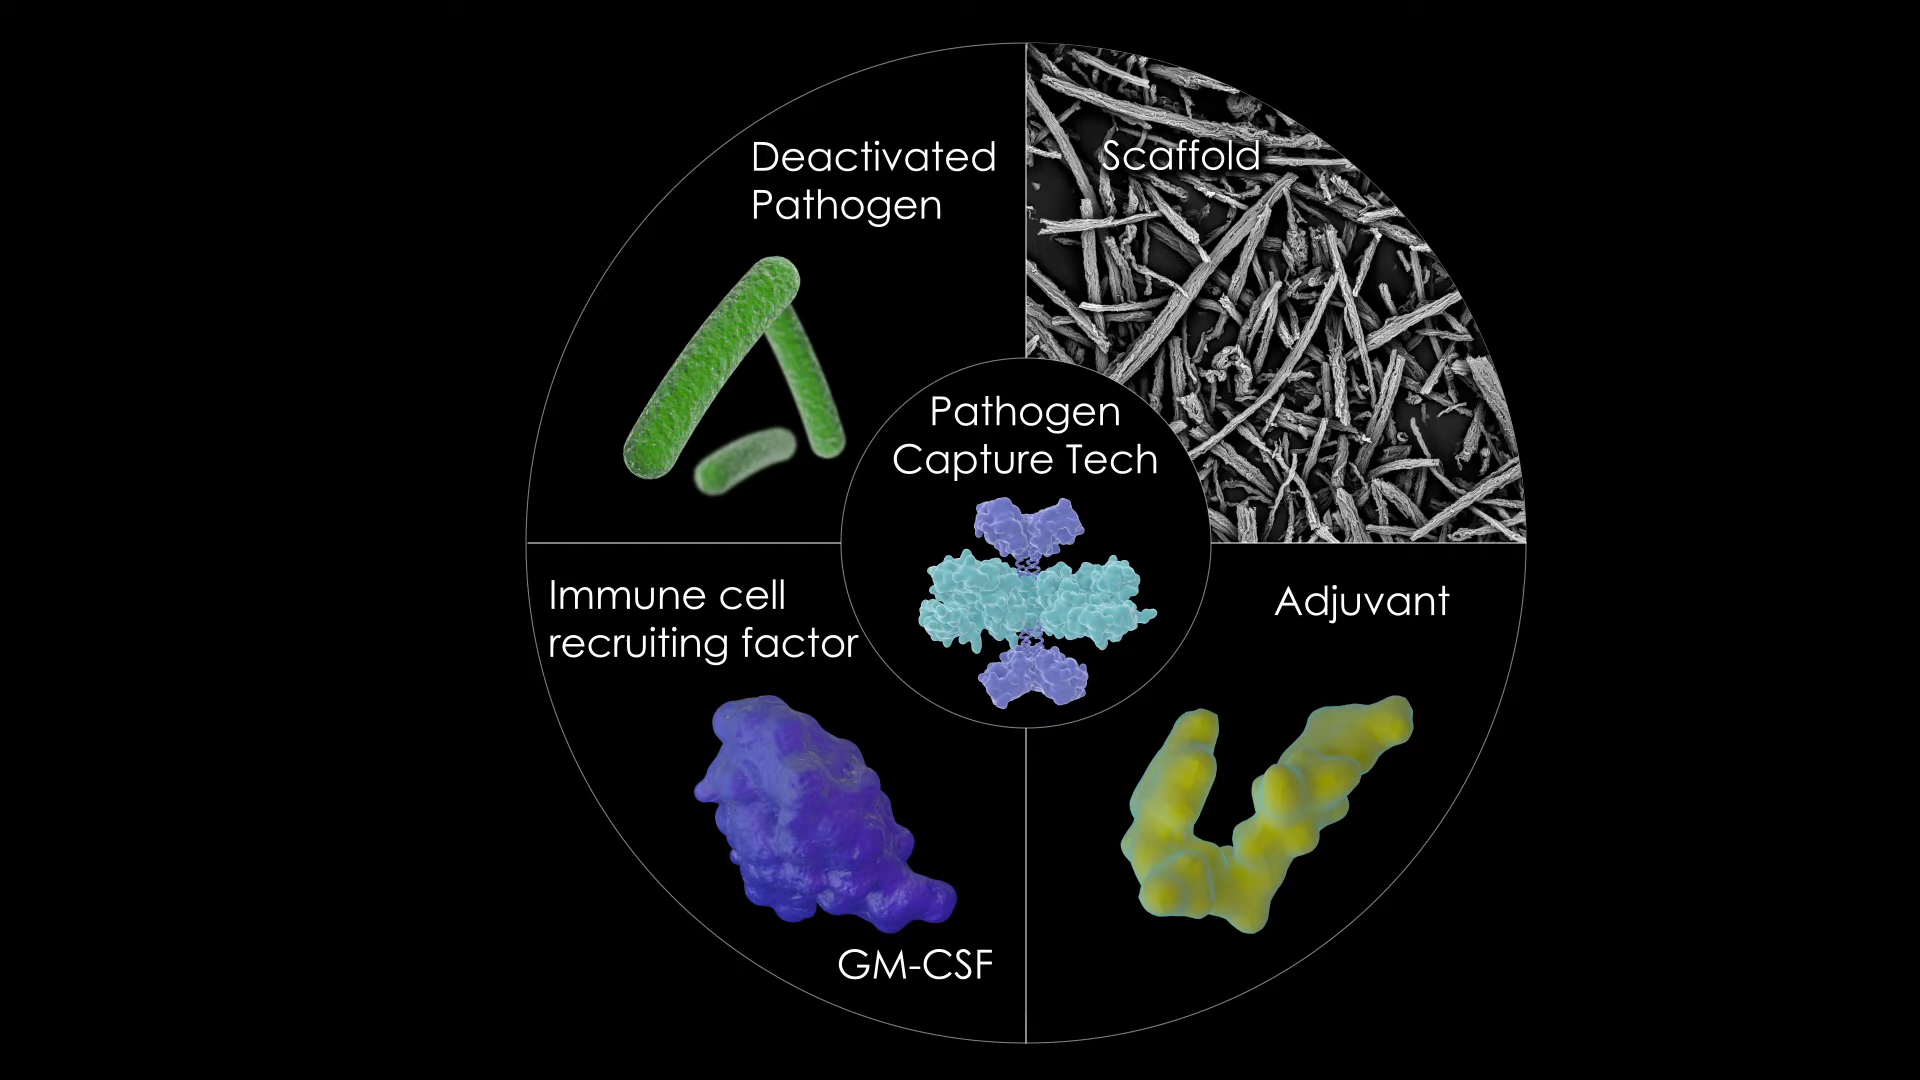 Deactivated
Pathogen
Scaffold
Pathogen
Capture Tech
Immune cell
recruiting factor
GM-CSF
Adjuvant